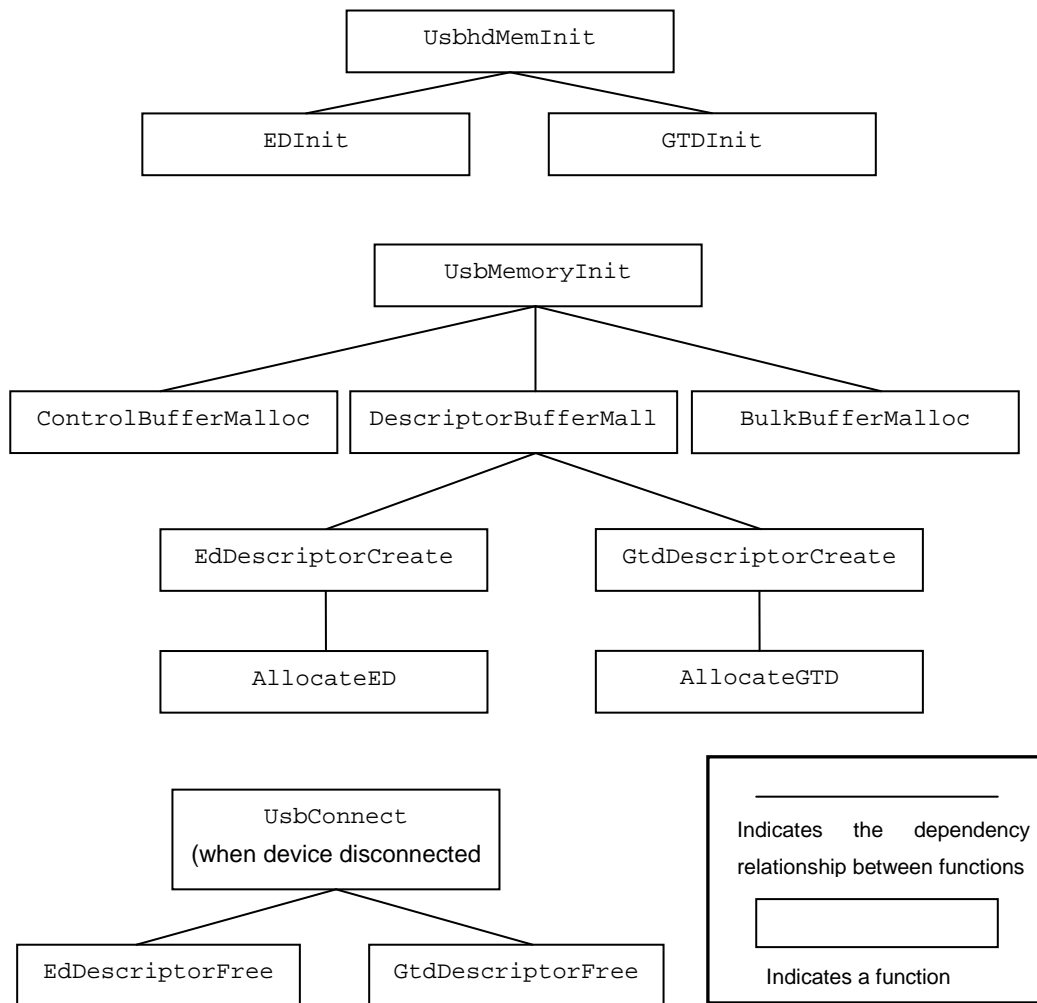 UsbhdMemInit
EDInit
GTDInit
UsbMemoryInit
ControlBufferMalloc
DescriptorBufferMall
BulkBufferMalloc
EdDescriptorCreate
GtdDescriptorCreate
AllocateED
AllocateGTD
UsbConnect
(when device disconnected
EdDescriptorFree
GtdDescriptorFree
Indicates the dependency
relationship between functions
Indicates a function